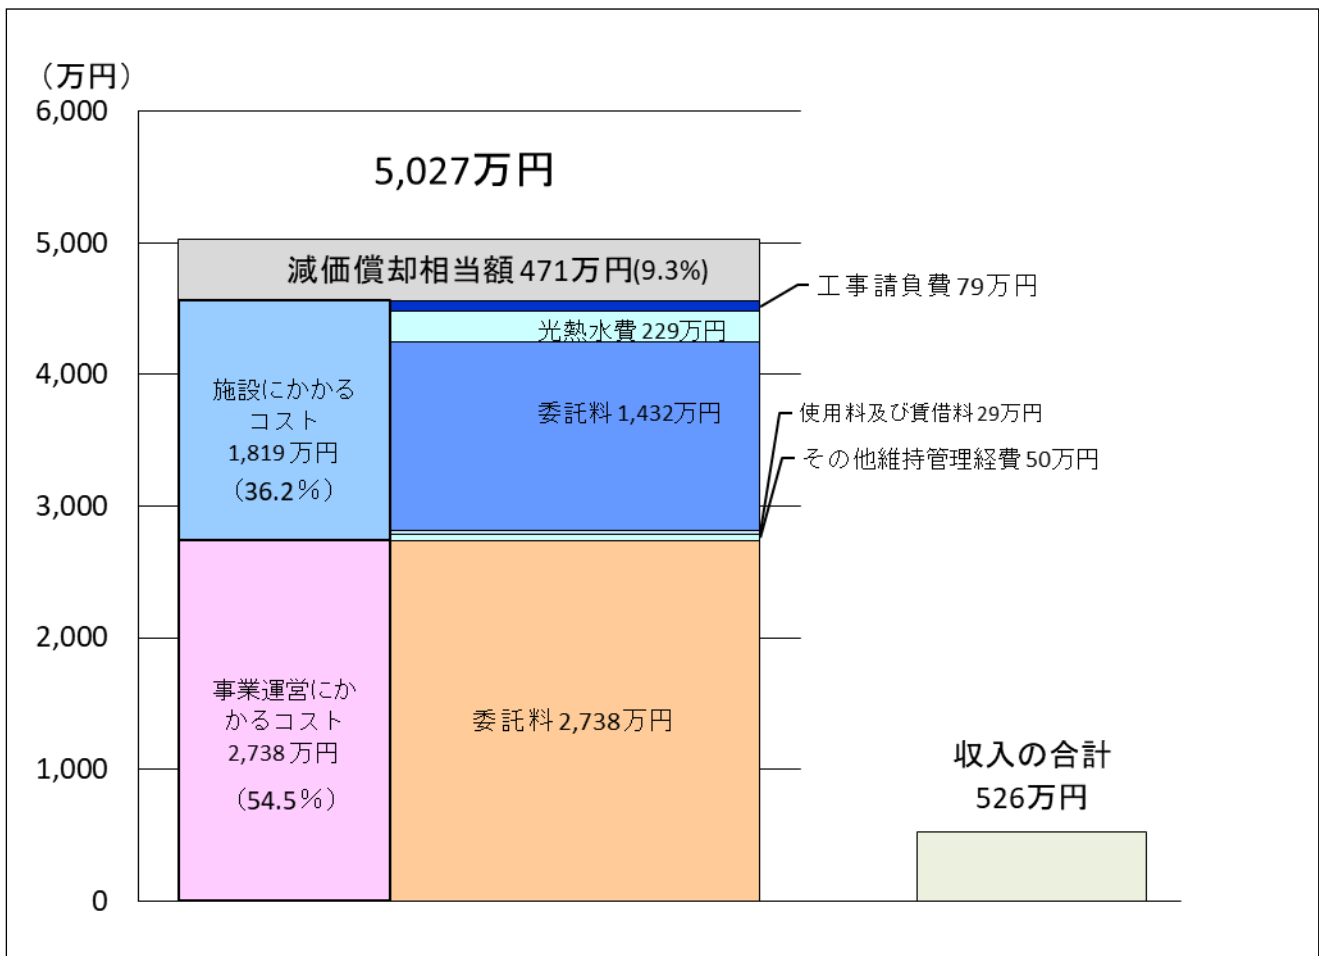 （万円）
6,000
5,000
4,000
3,000
2,000
1,000
0
5,027万円
減価償却相当額 471万円(9.3%)
施設にかかる
コスト
1,819 万円
（36.2％）
事業運営にか
かるコスト
2,738 万円
（54.5％）
工事請負費 79万円
光熱水費 229万円
委託料 1,432万円
使用料及び賃借料 29万円
その他維持管理経費 50万円
委託料 2,738万円
収入の合計
526万円